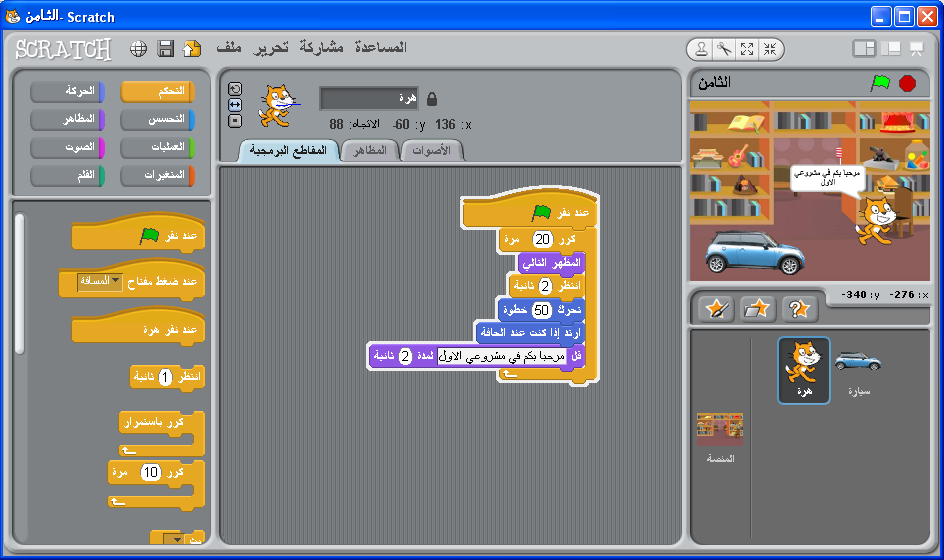 الثامن- Scratch
SCRATCH
ملف تحرير مشاركة المساعدة
الحركة التحكم
المظاهر التحسس
الصوت العمليات
القلم المتغيرات
عند نقر
عند ضغط مفتاح المسافة
عند نقر هرة
انتظر 1 ثانية
كرر باستمرار
كرر 10 مرة
هرة
x: 136 y: -60 الاتجاه: 88
المقاطع البرمجية المظاهر الأصوات
عند نقر
كرر 20 مرة
المظهر التالي
انتظر 2 ثانية
تحرك 50 خطوة
ارتد إذا كنت عند الحافة
قل مرحبا بكم في مشروعي الاول لمدة 2 ثانية
الثامن
مرحبا بكم في مشروعي
الاول
x: -276 y: -340
هرة
سيارة
المنصة